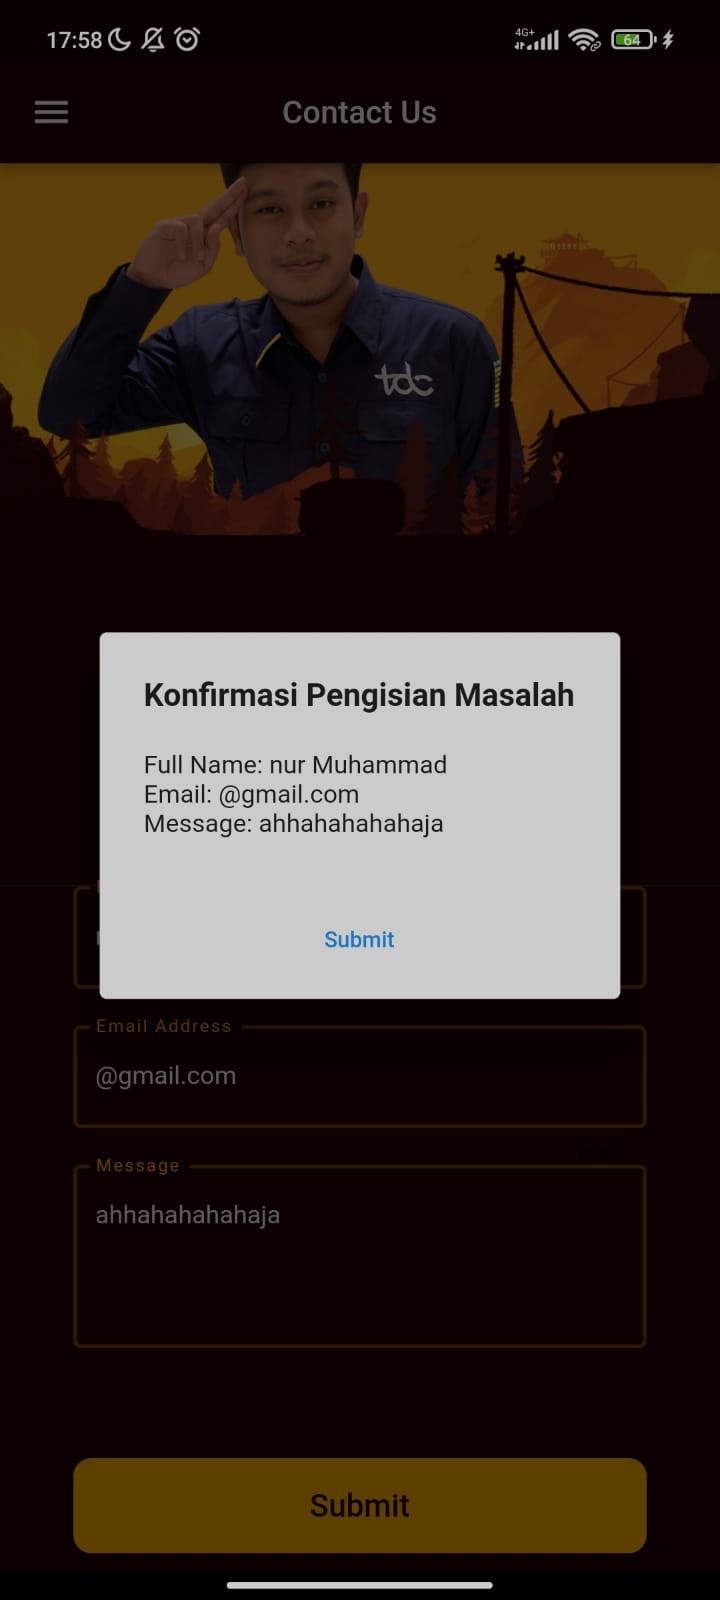 17:58
4G+
64
Contact Us
tdc
Konfirmasi Pengisian Masalah
Full Name: nur Muhammad
Email: @gmail.com
Message: ahhahahahahaja
Submit
Email Address
@gmail.com
Message
ahhahahahahaja
Submit